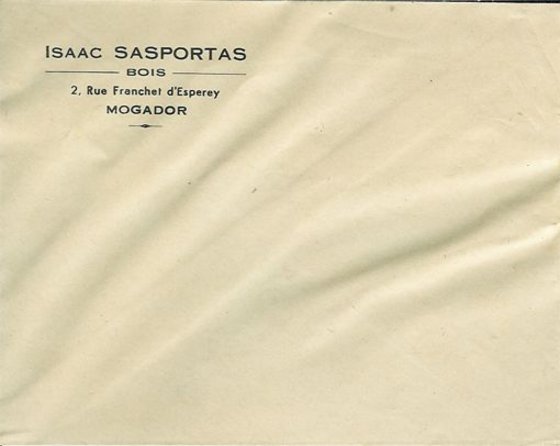 ISAAC SASPORTAS
BOIS
2, Rue Franchet d'Esperey
MOGADOR